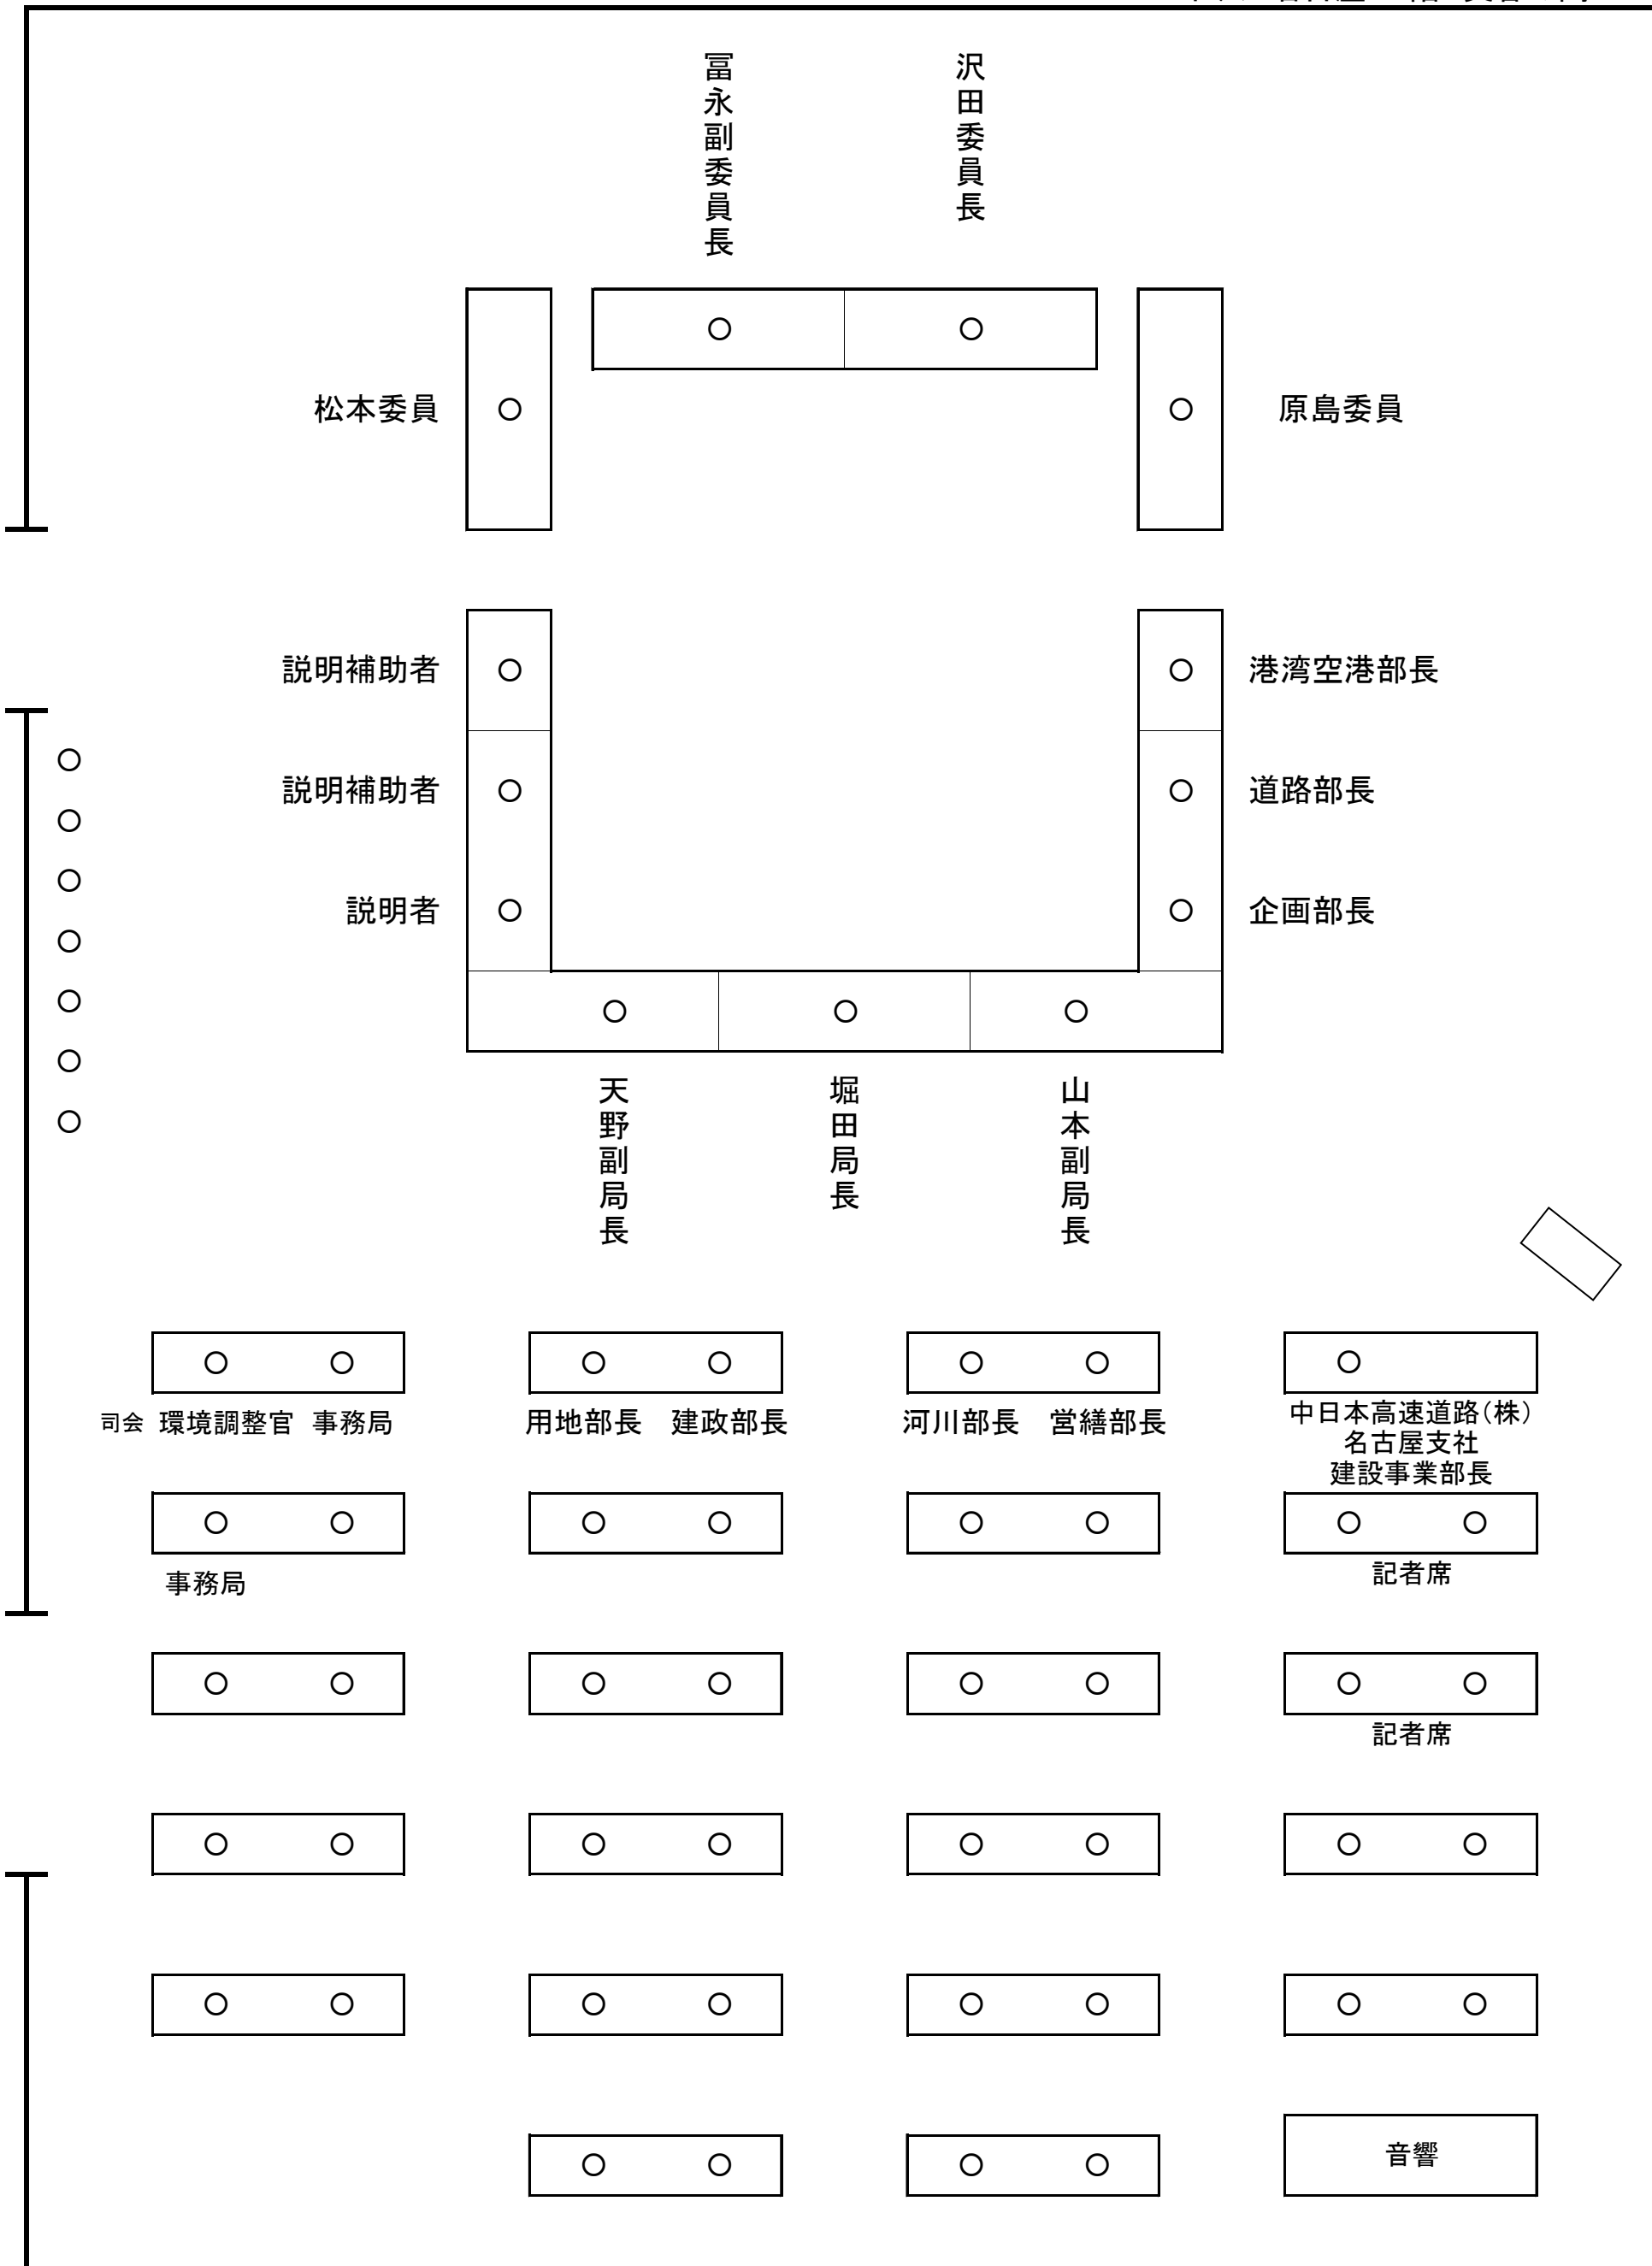 冨永副委員長
沢田委員長
松本委員
原島委員
説明補助者
港湾空港部長
説明補助者
道路部長
説明者
企画部長
天野副局長
堀田局長
山本副局長
司会 環境調整官 事務局
用地部長 建政部長
河川部長 営繕部長
中日本高速道路(株)
名古屋支社
建設事業部長
事務局
記者席
記者席
音響